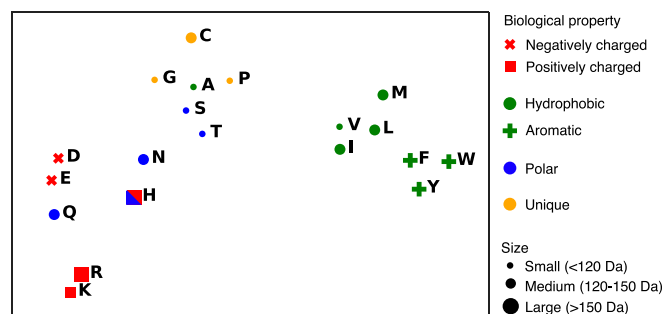 C
G
A
P
S
T
M
V
L
I
F
W
Y
D
N
E
H
Q
R
K
Biological property
Negatively charged
Positively charged
Hydrophobic
Aromatic
Polar
Unique
Size
Small (<120 Da)
Medium (120-150 Da)
Large (>150 Da)